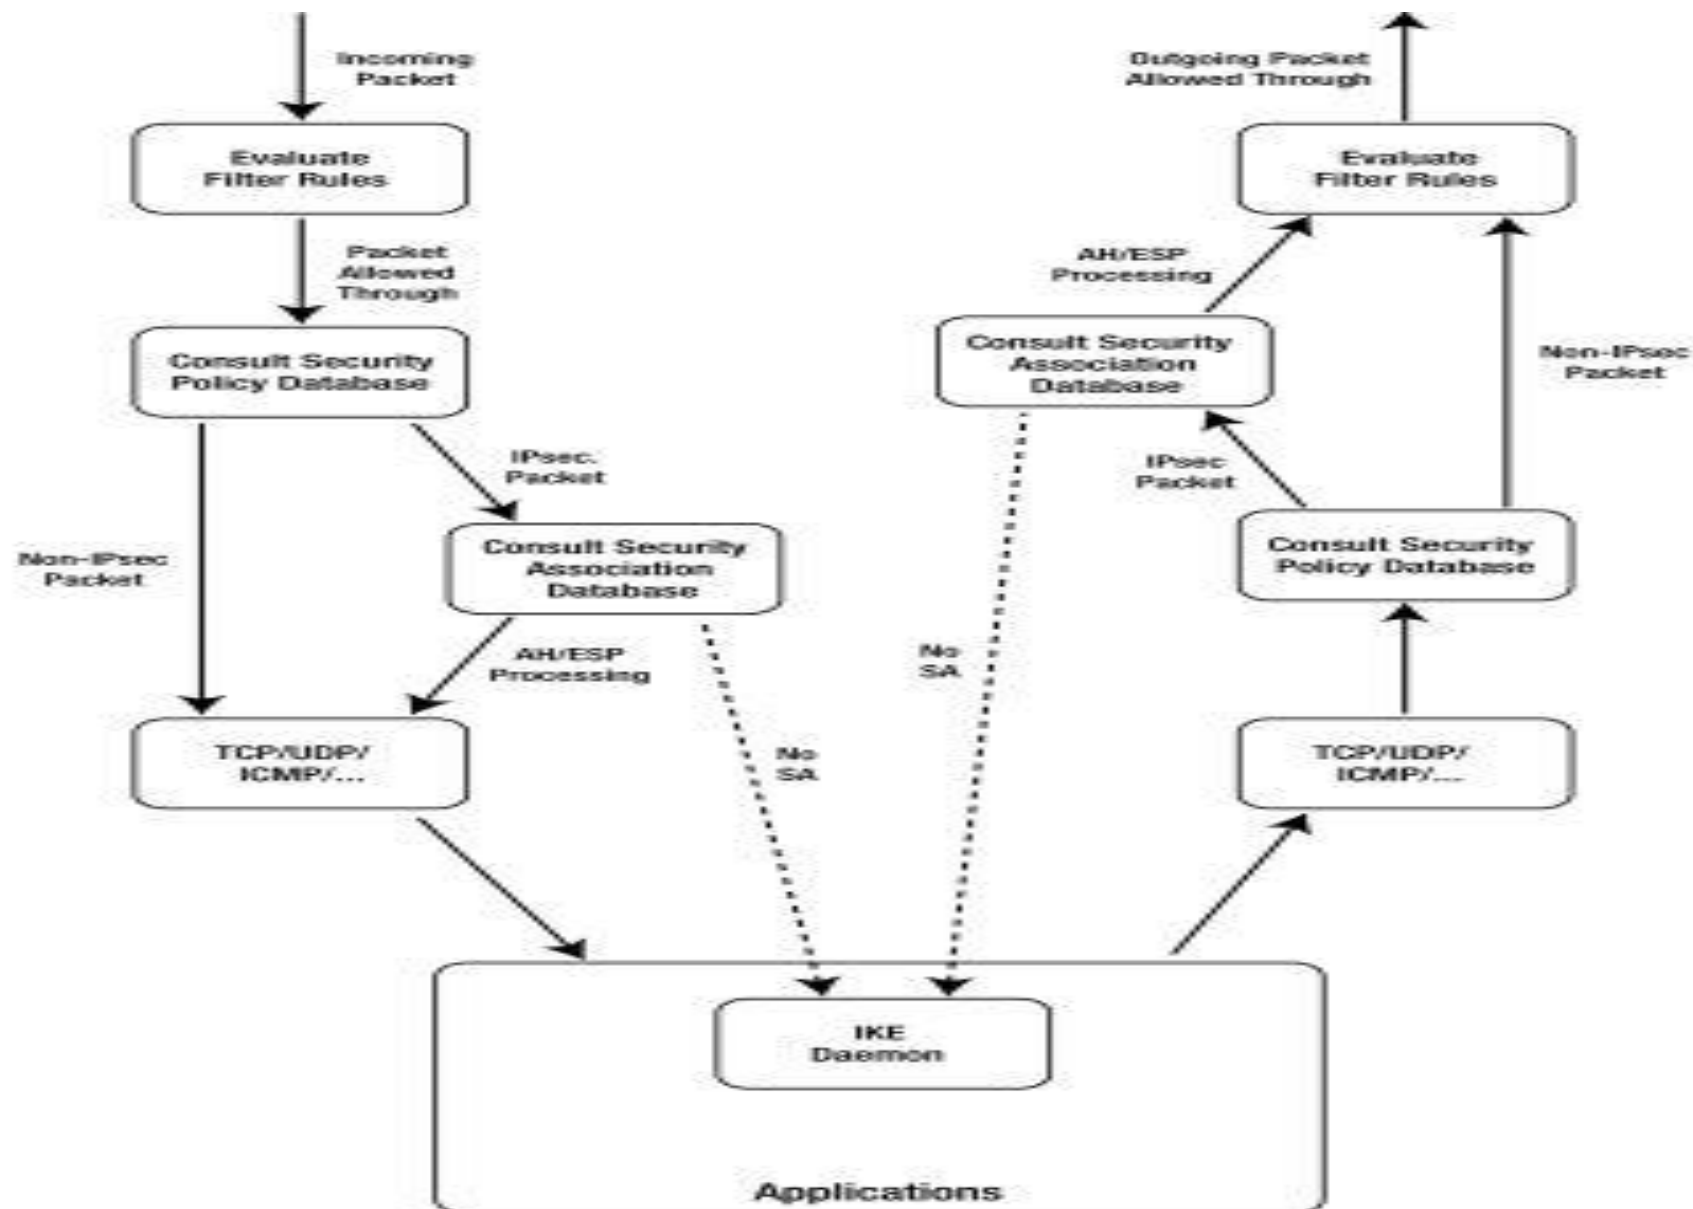 Incoming
Packet
Evaluate
Filter Rules
Packet
Allowed
Through
Consult Security
Policy Database
IPsec.
Packet
Non-IPsec
Packet
Consult Security
Association
Database
AH/ESP
Processing
No
SA
TCP/UDP/
ICMP/...
Outgoing Packet
Allowed Through
Evaluate
Filter Rules
AH/ESP
Processing
Consult Security
Association
Database
Non-IPsec
Packet
IPsec
Packet
Consult Security
Policy Database
No
SA
TCP/UDP/
ICMP/...
IKE
Daemon
Applications